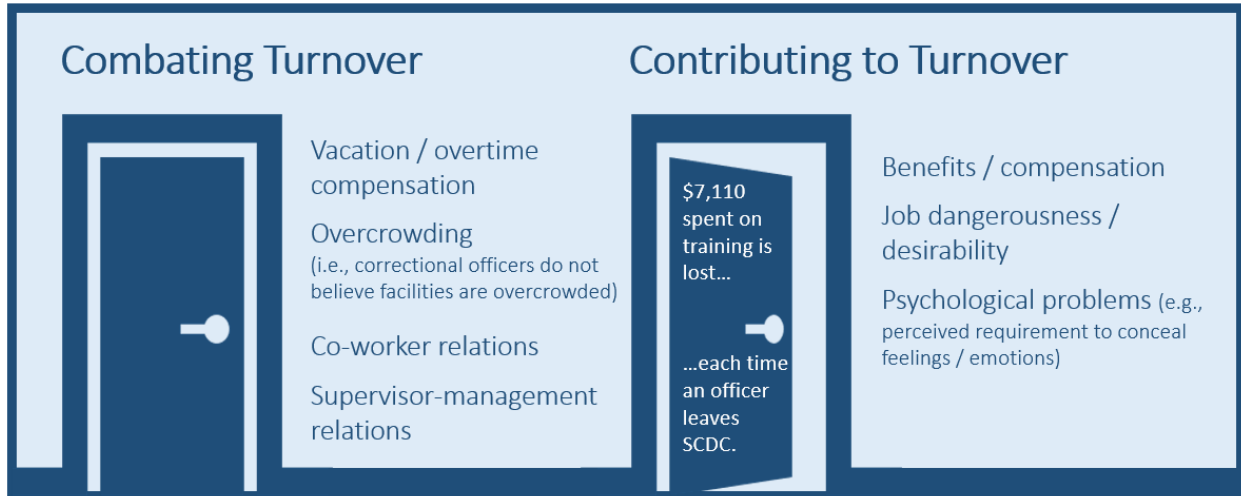 Combating Turnover
Vacation / overtime
compensation
Overcrowding
(i.e., correctional officers do not
believe facilities are overcrowded)
Co-worker relations
Supervisor-management
relations
Contributing to Turnover
$7,110
spent on
training is
lost…
…each time
an officer
leaves
SCDC.
Benefits / compensation
Job dangerousness /
desirability
Psychological problems (e.g.,
perceived requirement to conceal
feelings / emotions)